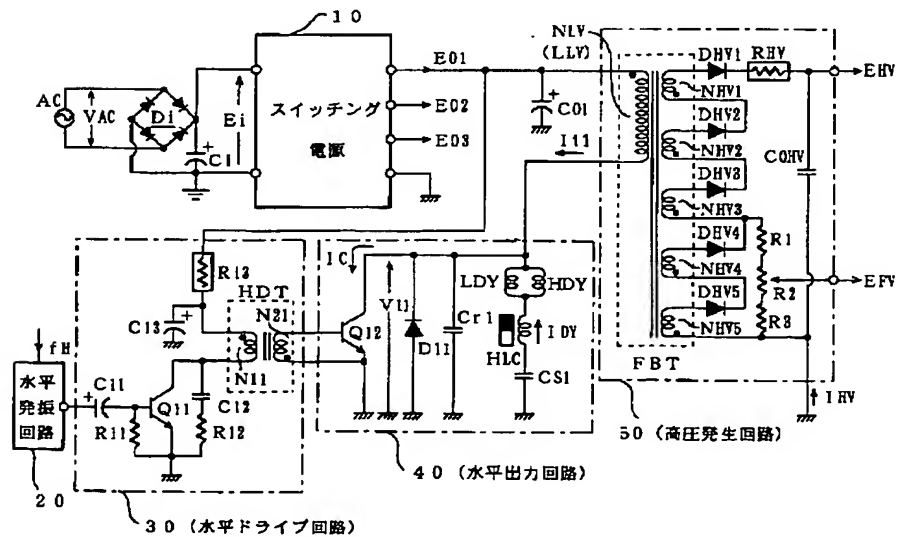 10
NLV
(LLV)
DHV1
RHV
EHV
NHV1
DHV2
NHV2
DHV3
NHV3
DHV4
NHV4
DHV5
NHV5
COHV
R1
R2
R3
EFV
FBT
IHV
50(高圧発生回路)
AC
VAC
Di
Ci
Ei
スイッチング
電源
E01
E02
E03
C01
I11
R13
HDT
N21
C13
N11
fH
水平
発振
回路
C11
Q11
C12
R11
R12
20
30(水平ドライブ回路)
IC
Q12
V11
D11
Cr1
LDY
HDY
HLC
IDY
CS1
40(水平出力回路)